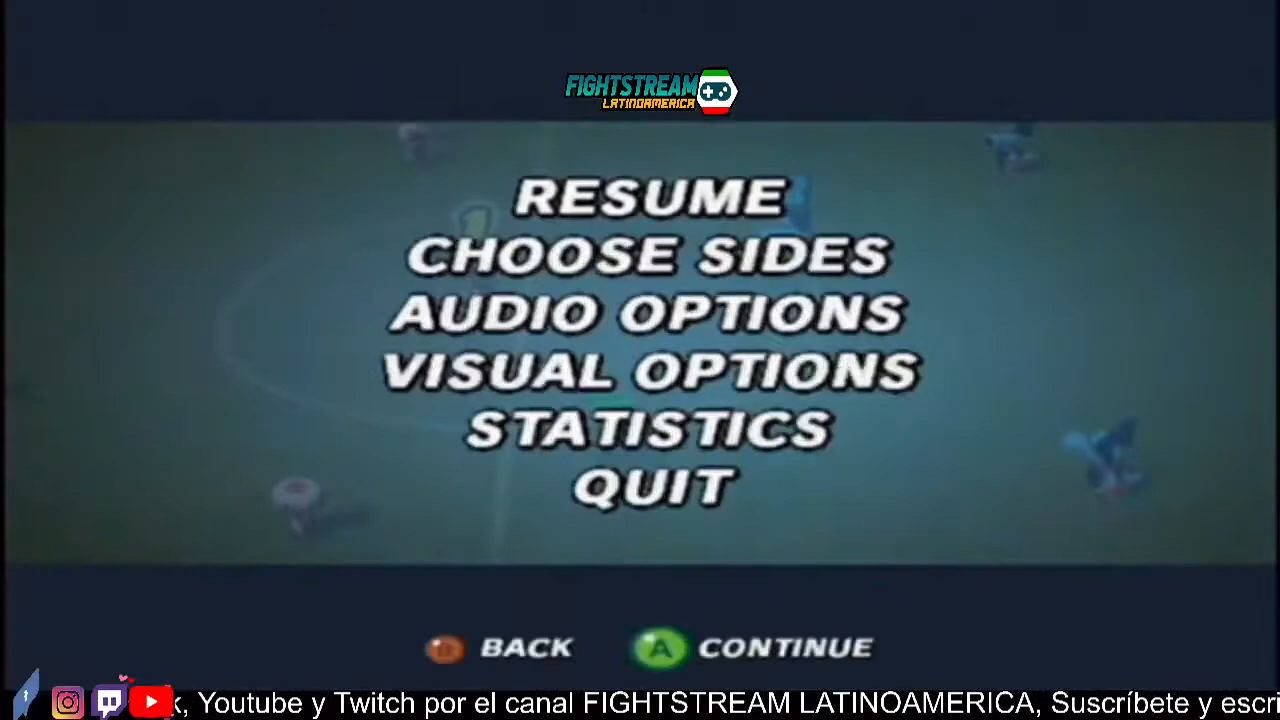 FIGHTSTREAM
LATINOAMERICA
RESUME
CHOOSE SIDES
AUDIO OPTIONS
VISUAL OPTIONS
STATISTICS
QUIT
B BACK A CONTINUE
k, Youtube y Twitch por el canal FIGHTSTREAM LATINOAMERICA, Suscríbete y escr